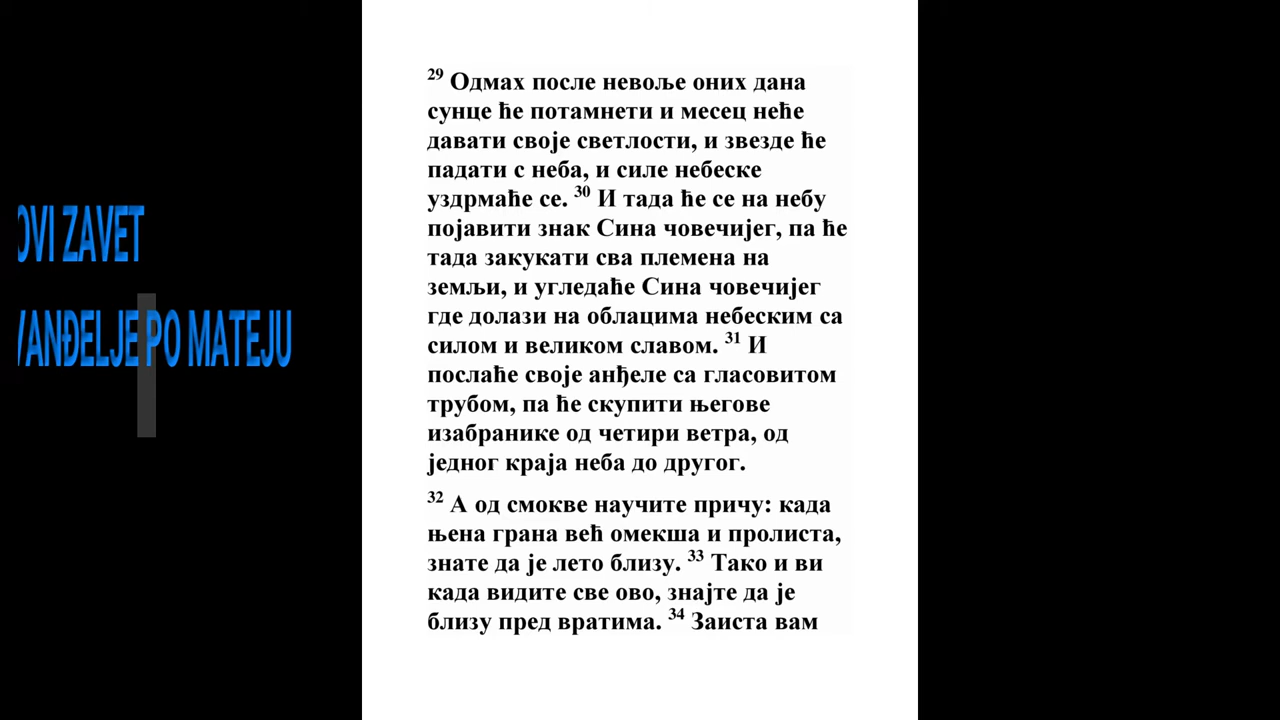 OVI ZAVET
VANĐELJE PO MATEJU
29 Одмах после невоље оних дана
сунце ће потамнети и месец неће
давати своје светлости, и звезде ће
падати с неба, и силе небеске
уздрмаће се. 30 И тада ће се на небу
појавити знак Сина човечијег, па ће
тада закукати сва племена на
земљи, и угледаће Сина човечијег
где долази на облацима небеским са
силом и великом славом. 31 И
послаће своје анђеле са гласовитом
трубом, па ће скупити његове
изабранике од четири ветра, од
једног краја неба до другог.
32 А од смокве научите причу: када
њена грана већ омекша и пролиста,
знате да је лето близу. 33 Тако и ви
када видите све ово, знајте да је
близу пред вратима. 34 Заиста вам